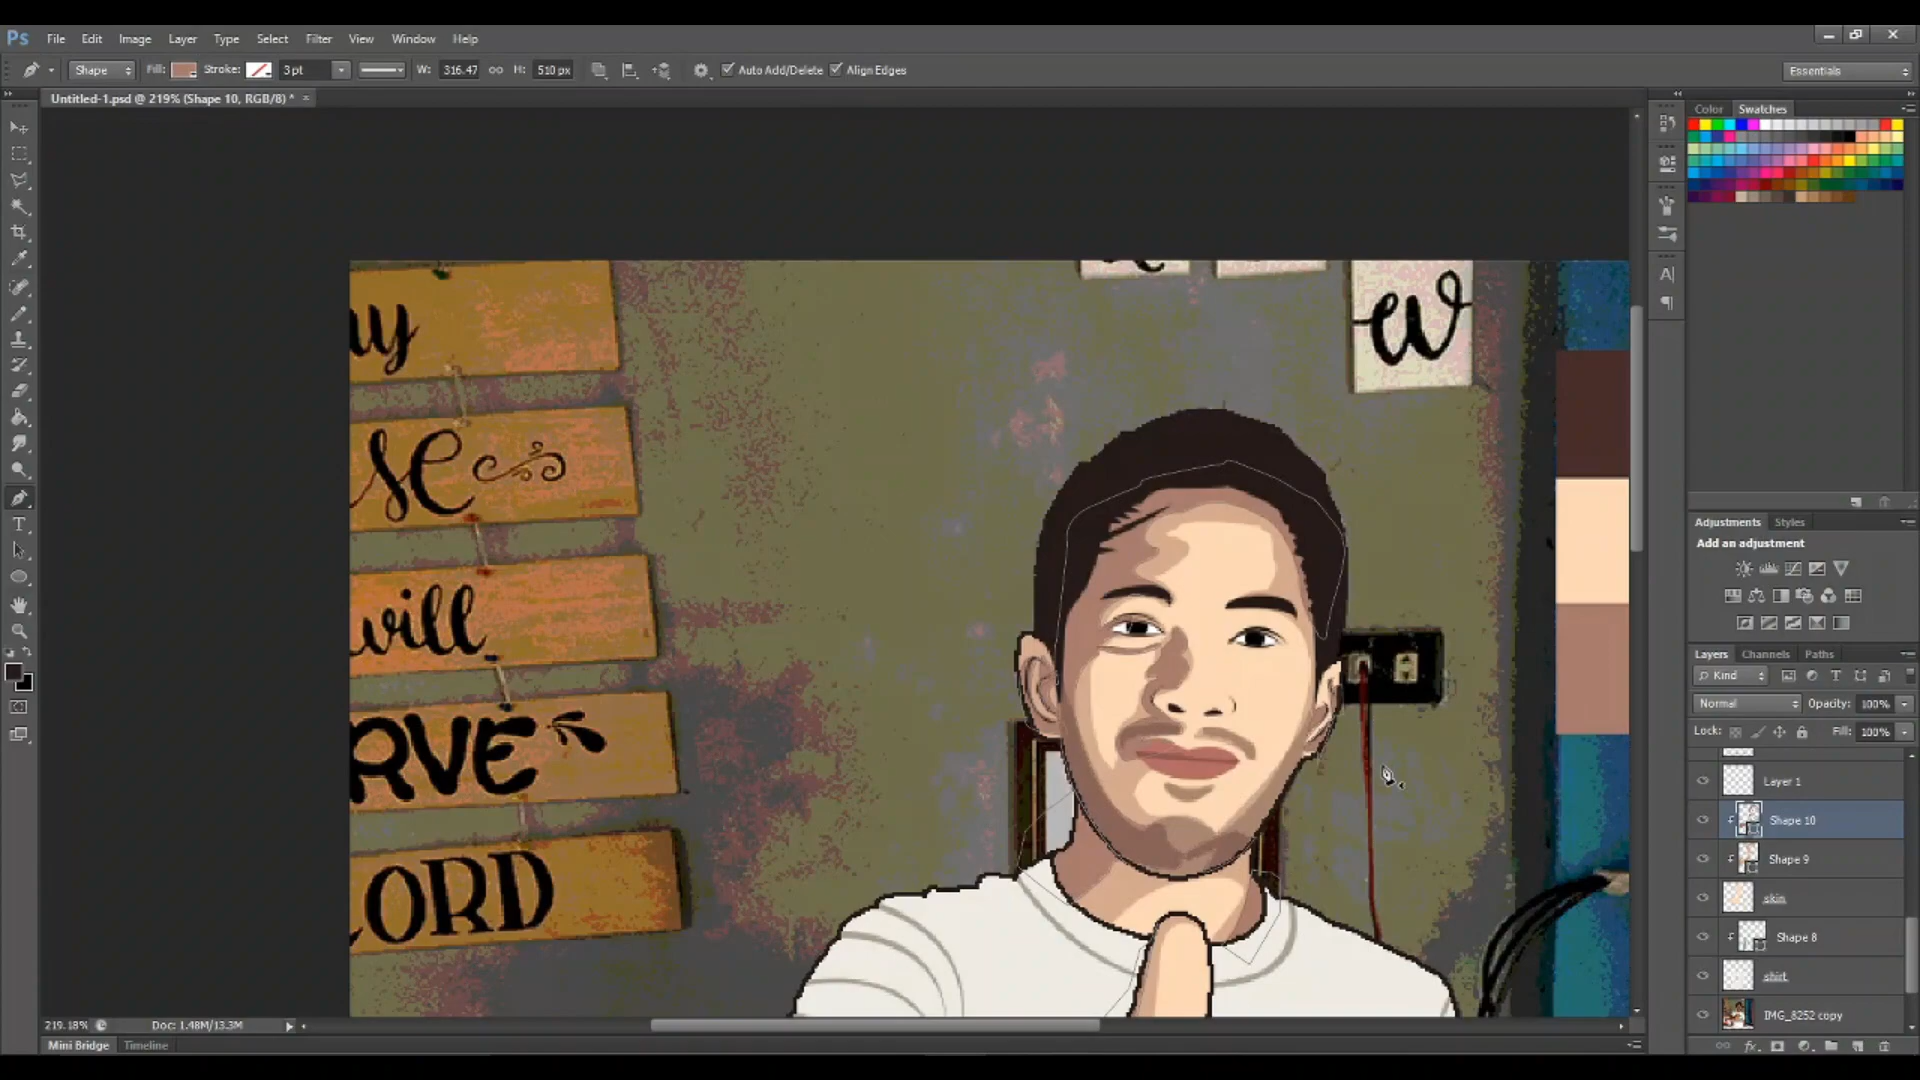 Ps File Edit Image Layer Type Select Filter View Window Help
Shape Fill: Stroke: 3 pt W: 316.47 H: 510 px Auto Add/Delete Align Edges Essentials
Untitled-1.psd @ 219% (Shape 10, RGB/8) * ×
Color Swatches
w
ay
SE
will
RVE
LORD
Adjustments Styles
Add an adjustment
Layers Channels Paths
Kind
Normal Opacity: 100%
Lock: Fill: 100%
Layer 1
Shape 10
Shape 9
skin
Shape 8
shirt
IMG_8252 copy
219.18% Doc: 1.48M/13.3M
Mini Bridge Timeline